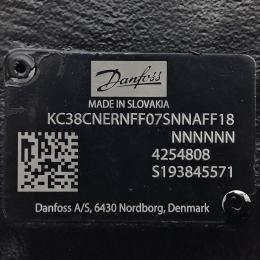 Danfoss
MADE IN SLOVAKIA
KC38CNERNFF07SNNAFF18
NNNNNN
4254808
S193845571
Danfoss A/S, 6430 Nordborg, Denmark